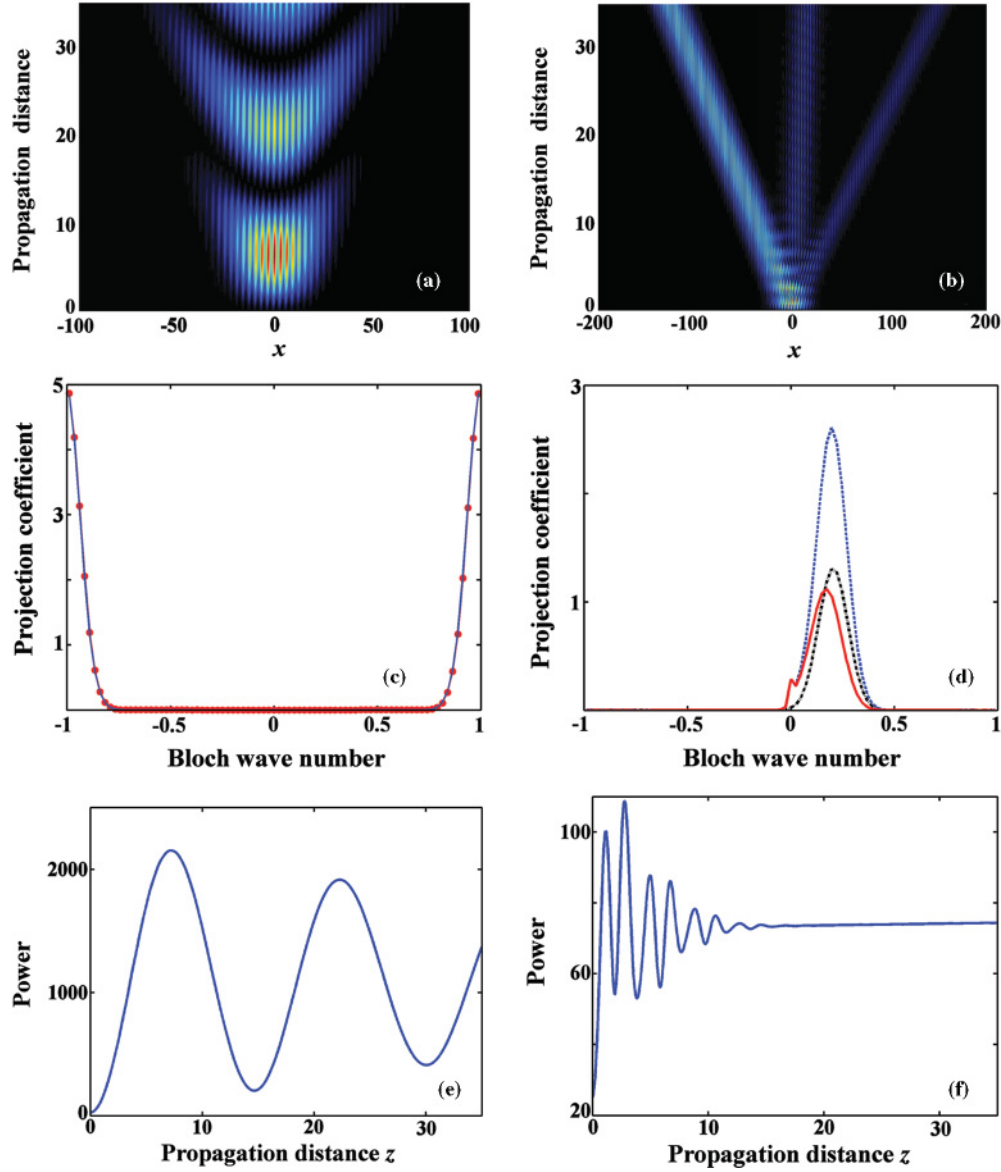 30
20
10
0
Propagation distance
(a)
-100
-50
0
50
100
x
30
20
10
0
Propagation distance
(b)
-200
-100
0
100
200
x
5
3
1
Projection coefficient
(c)
-1
-0.5
0
0.5
1
Bloch wave number
3
1
Projection coefficient
(d)
-1
-0.5
0
0.5
1
Bloch wave number
2000
1000
0
Power
(e)
0
10
20
30
Propagation distance z
100
60
20
Power
(f)
0
10
20
30
Propagation distance z